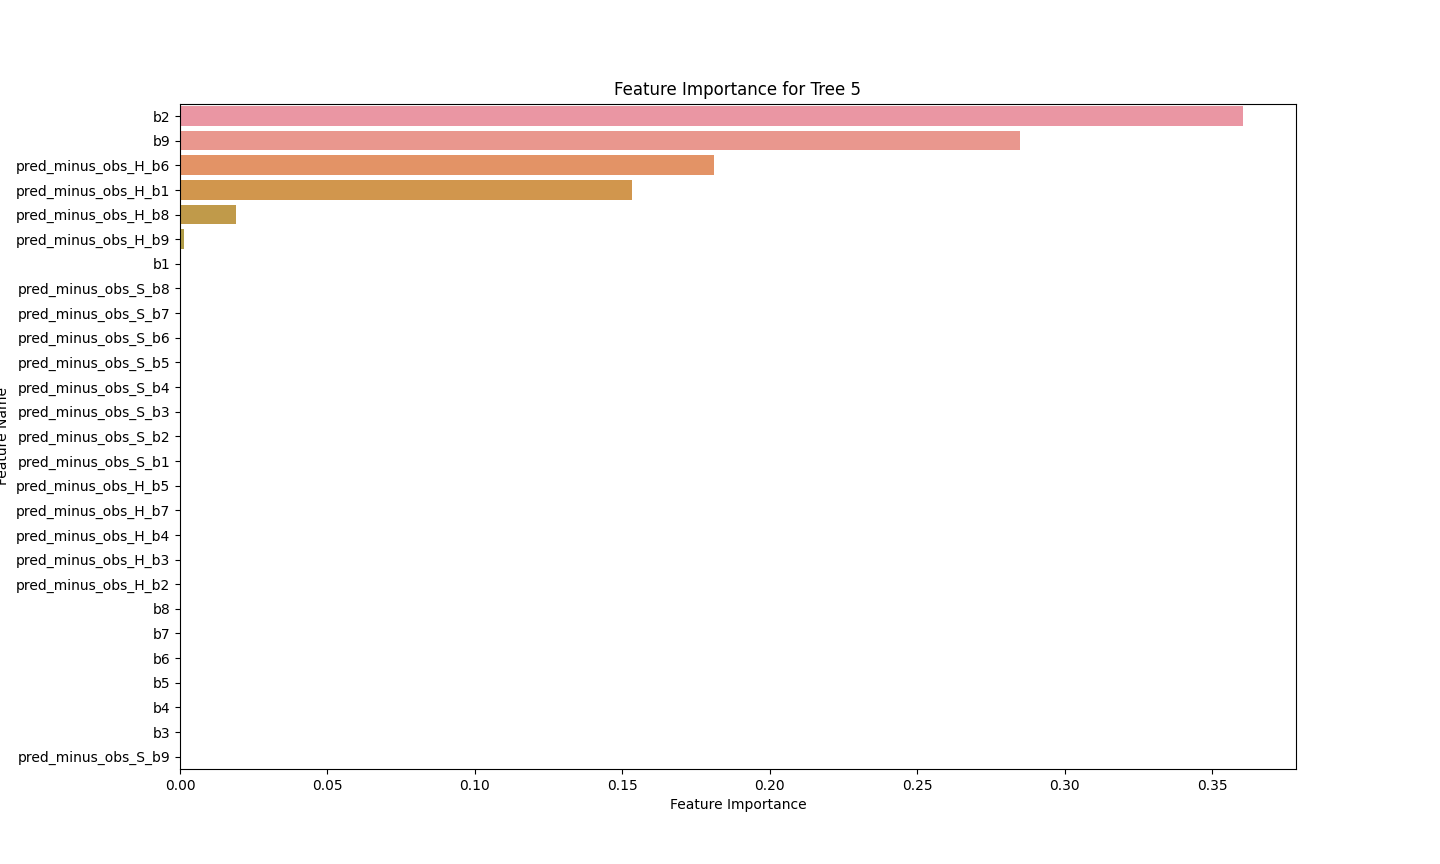 Feature Importance for Tree 5
b2
b9
pred_minus_obs_H_b6
pred_minus_obs_H_b1
pred_minus_obs_H_b8
pred_minus_obs_H_b9
b1
pred_minus_obs_S_b8
pred_minus_obs_S_b7
pred_minus_obs_S_b6
pred_minus_obs_S_b5
pred_minus_obs_S_b4
pred_minus_obs_S_b3
pred_minus_obs_S_b2
pred_minus_obs_S_b1
pred_minus_obs_H_b5
pred_minus_obs_H_b7
pred_minus_obs_H_b4
pred_minus_obs_H_b3
pred_minus_obs_H_b2
b8
b7
b6
b5
b4
b3
pred_minus_obs_S_b9
Feature Name
0.00 0.05 0.10 0.15 0.20 0.25 0.30 0.35
Feature Importance